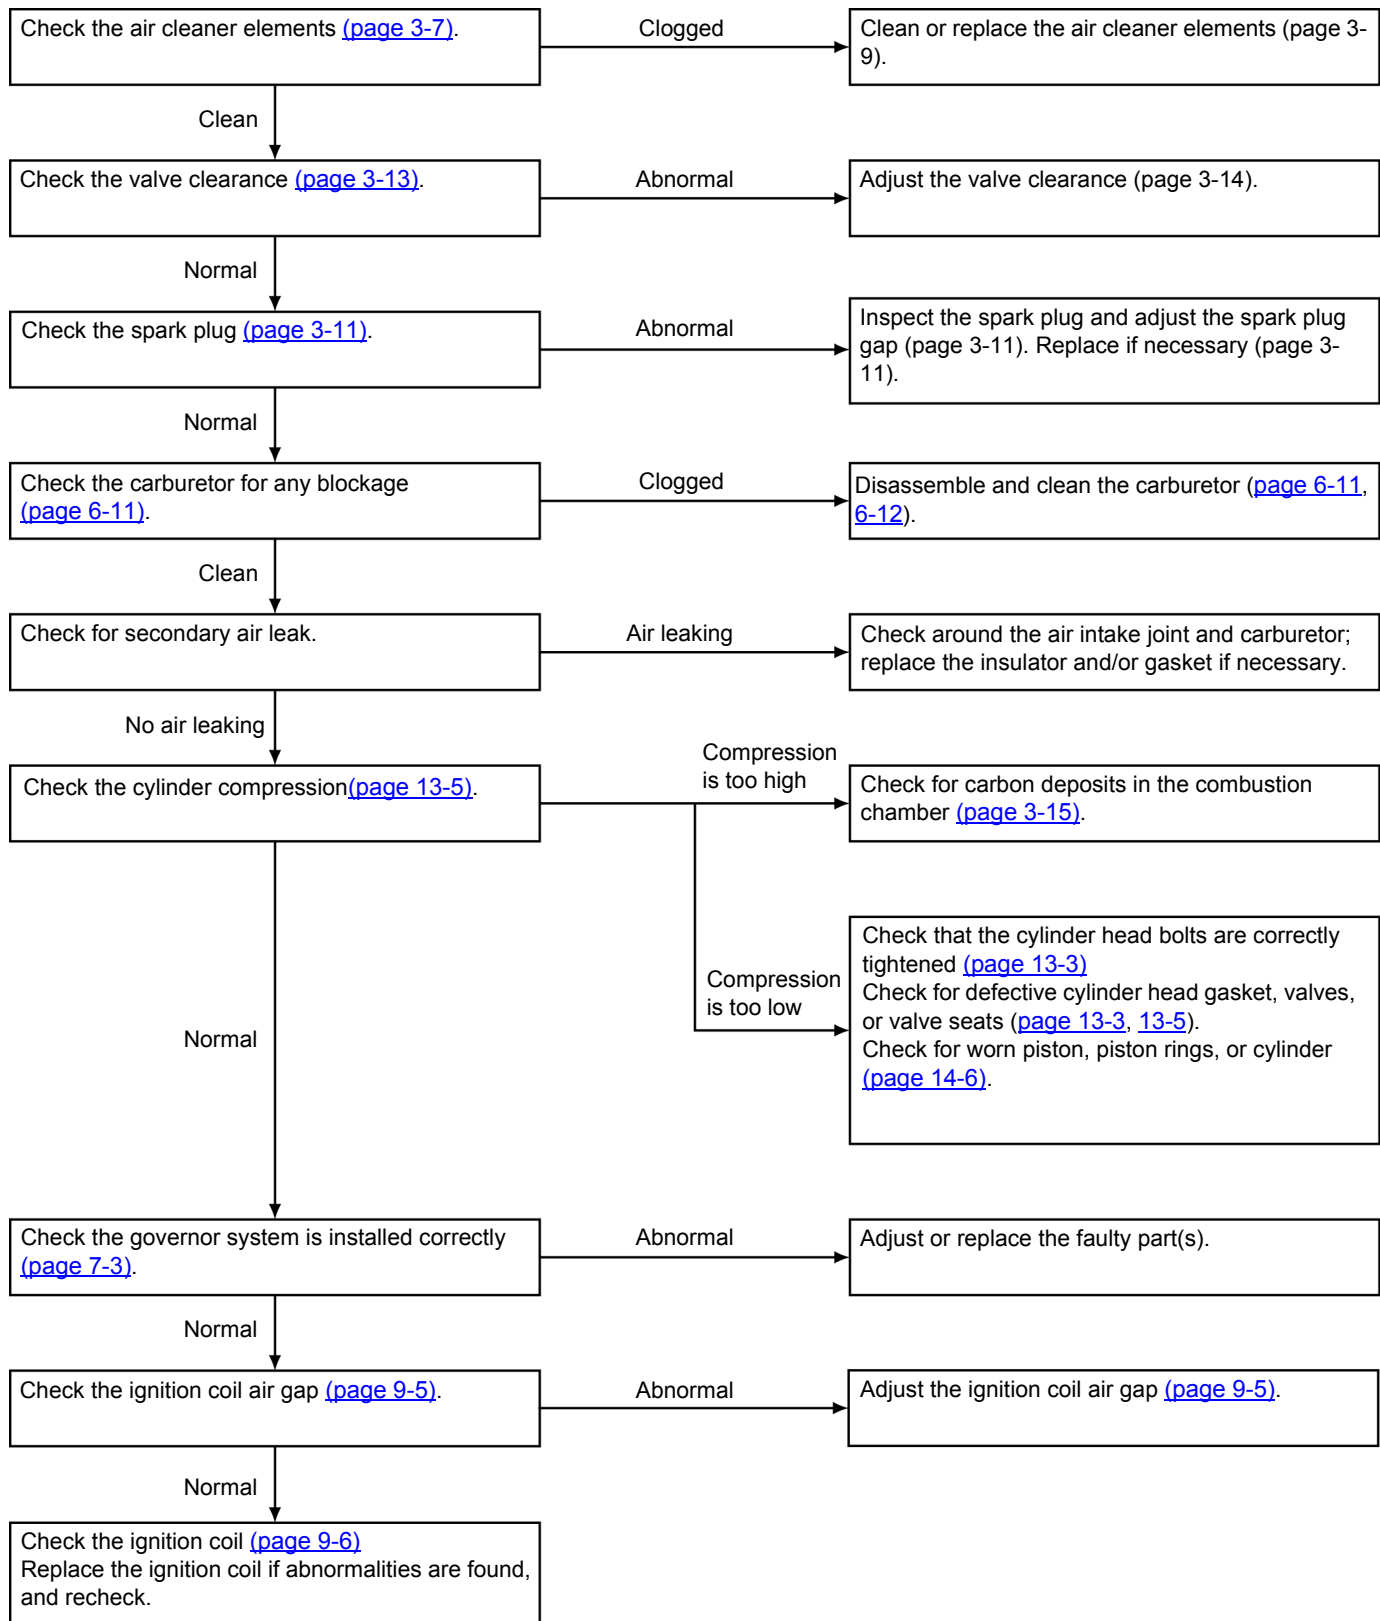 Check the air cleaner elements (page 3-7).
Clogged
Clean or replace the air cleaner elements (page 3-
9).
Clean
Check the valve clearance (page 3-13).
Abnormal
Adjust the valve clearance (page 3-14).
Normal
Check the spark plug (page 3-11).
Abnormal
Inspect the spark plug and adjust the spark plug
gap (page 3-11). Replace if necessary (page 3-
11).
Normal
Check the carburetor for any blockage
(page 6-11).
Clogged
Disassemble and clean the carburetor (page 6-11,
6-12).
Clean
Check for secondary air leak.
Air leaking
Check around the air intake joint and carburetor;
replace the insulator and/or gasket if necessary.
No air leaking
Check the cylinder compression(page 13-5).
Compression
is too high
Check for carbon deposits in the combustion
chamber (page 3-15).
Compression
is too low
Check that the cylinder head bolts are correctly
tightened (page 13-3)
Check for defective cylinder head gasket, valves,
or valve seats (page 13-3, 13-5).
Check for worn piston, piston rings, or cylinder
(page 14-6).
Normal
Check the governor system is installed correctly
(page 7-3).
Abnormal
Adjust or replace the faulty part(s).
Normal
Check the ignition coil air gap (page 9-5).
Abnormal
Adjust the ignition coil air gap (page 9-5).
Normal
Check the ignition coil (page 9-6)
Replace the ignition coil if abnormalities are found,
and recheck.